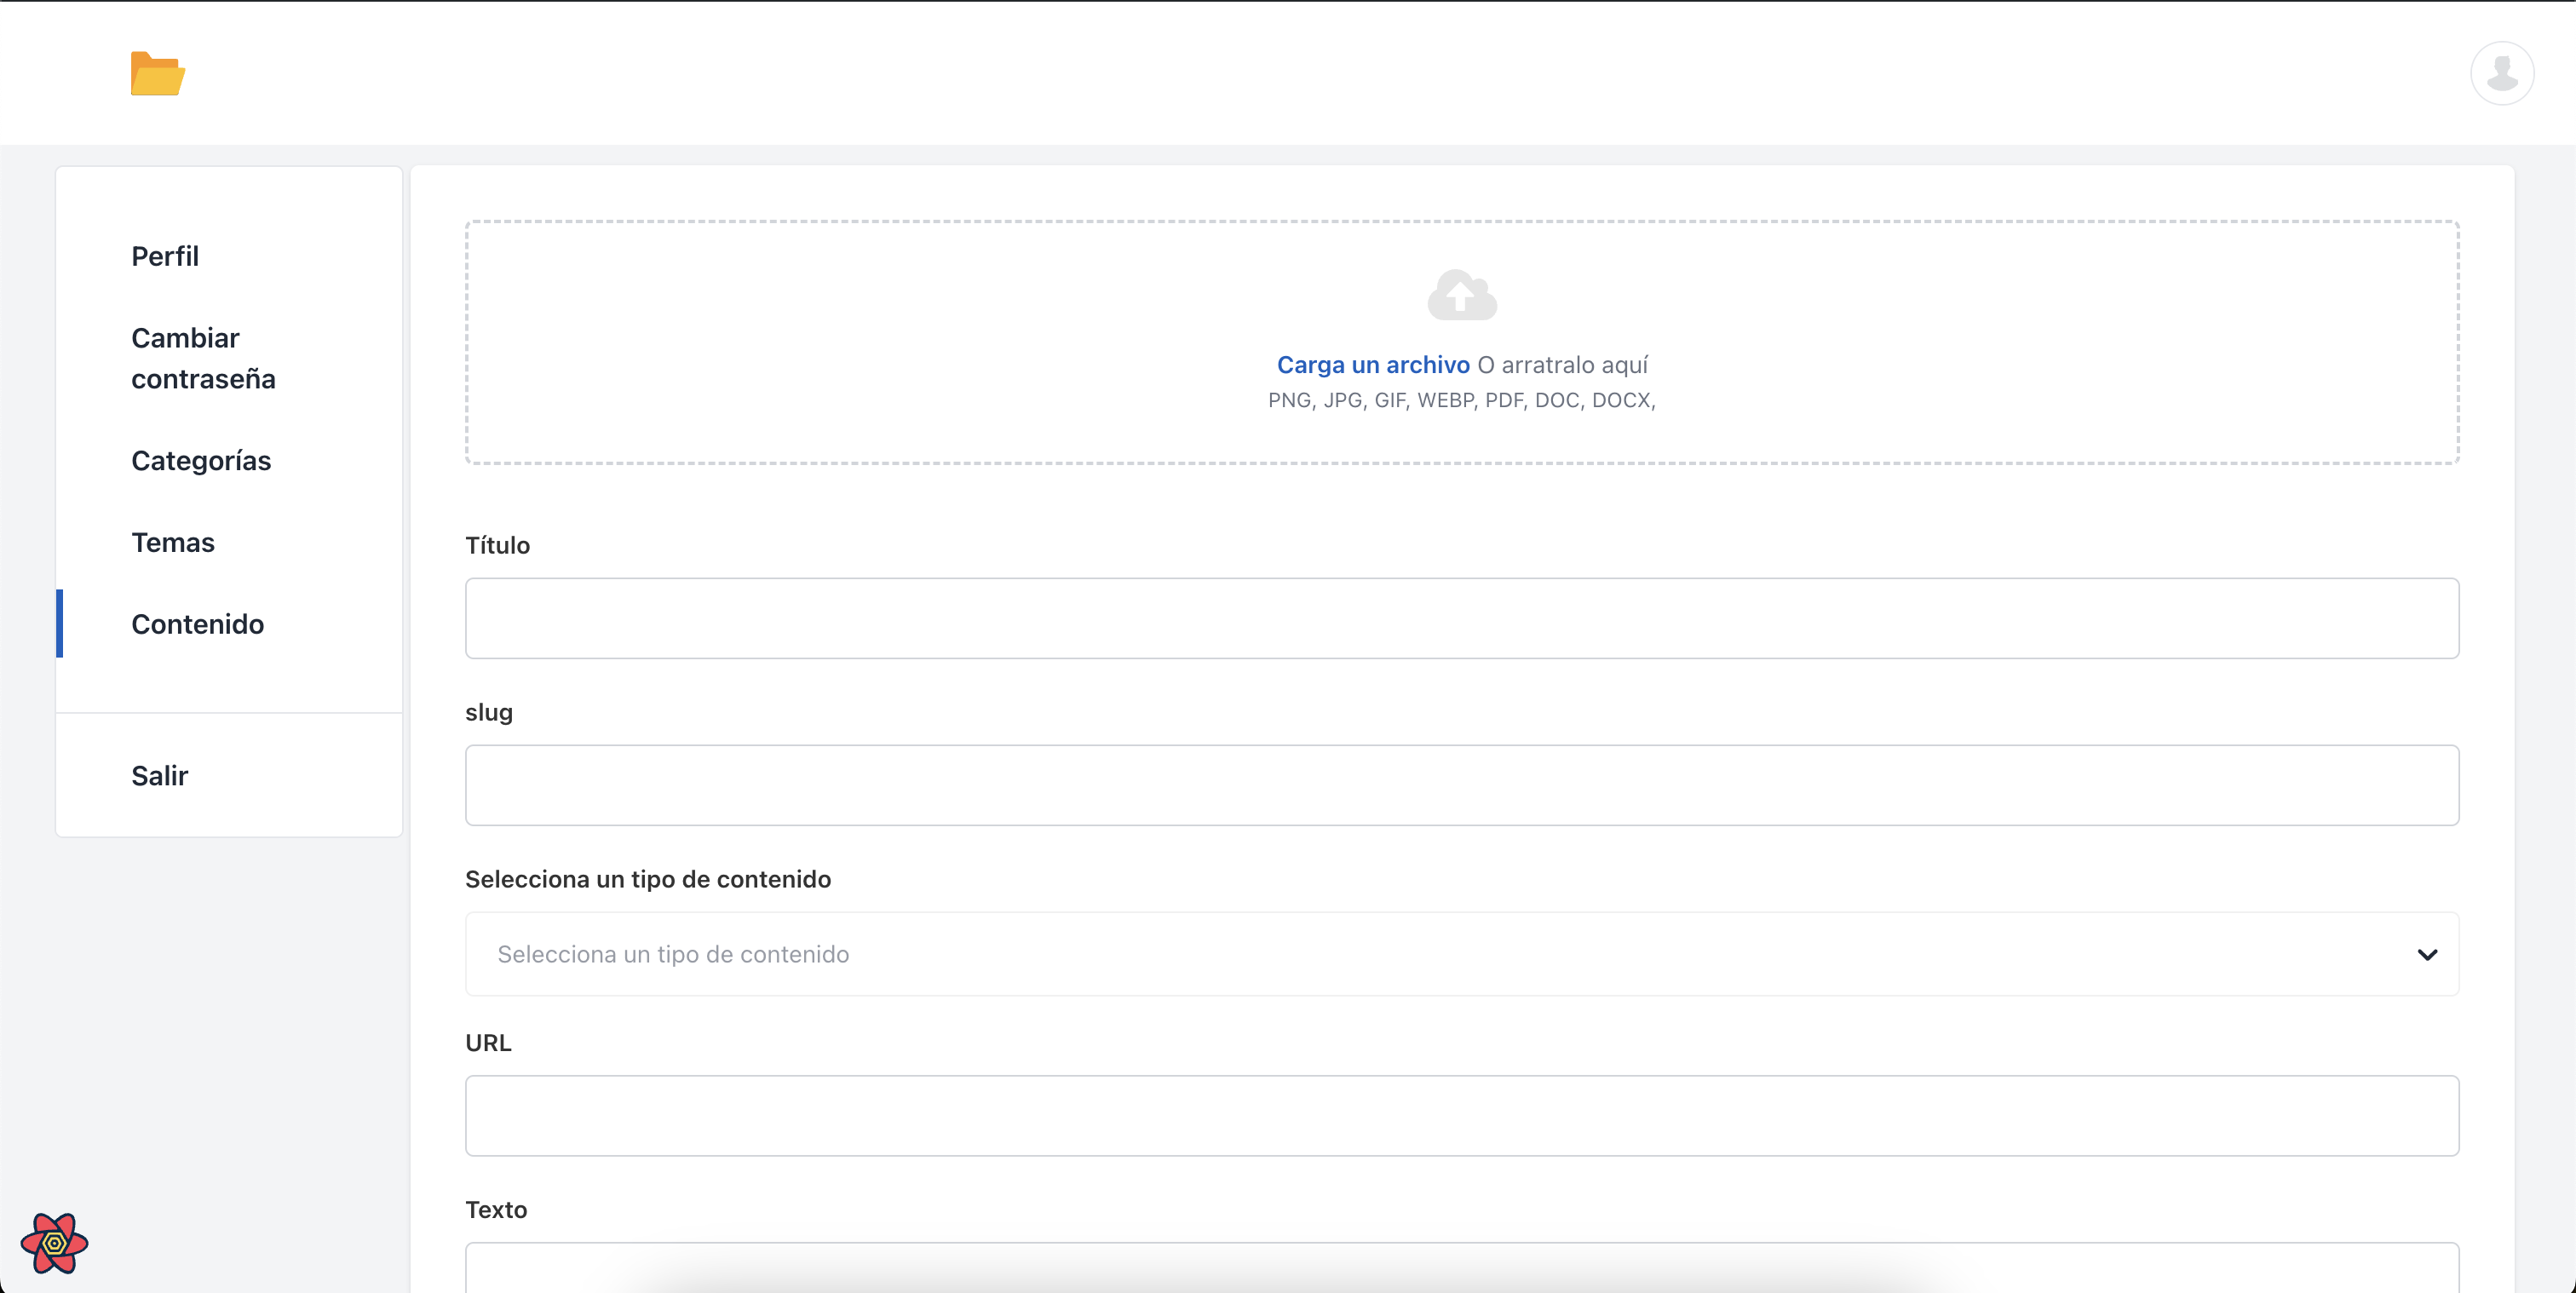 Perfil
Cambiar
contraseña
Categorías
Temas
Contenido
Salir
Carga un archivo O arratralo aquí
PNG, JPG, GIF, WEBP, PDF, DOC, DOCX,
Título
slug
Selecciona un tipo de contenido
Selecciona un tipo de contenido
URL
Texto